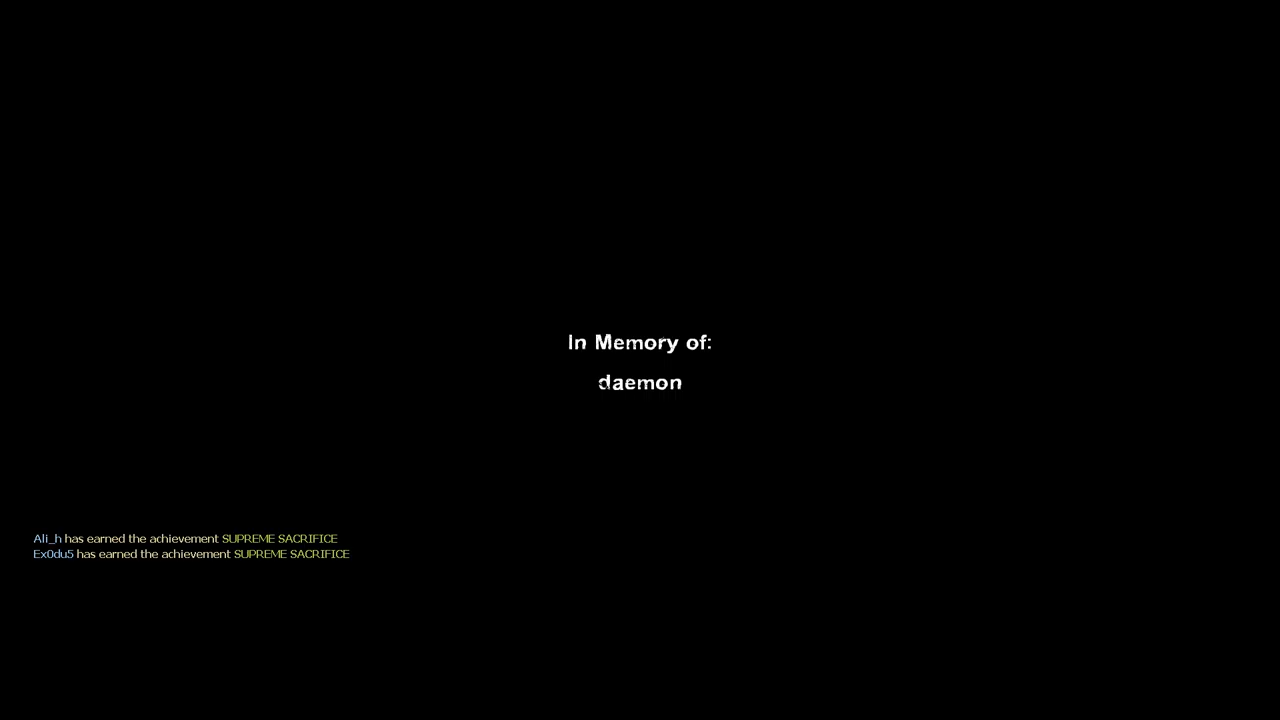 In Memory of:
daemon
Ali_h has earned the achievement SUPREME SACRIFICE
Ex0du5 has earned the achievement SUPREME SACRIFICE